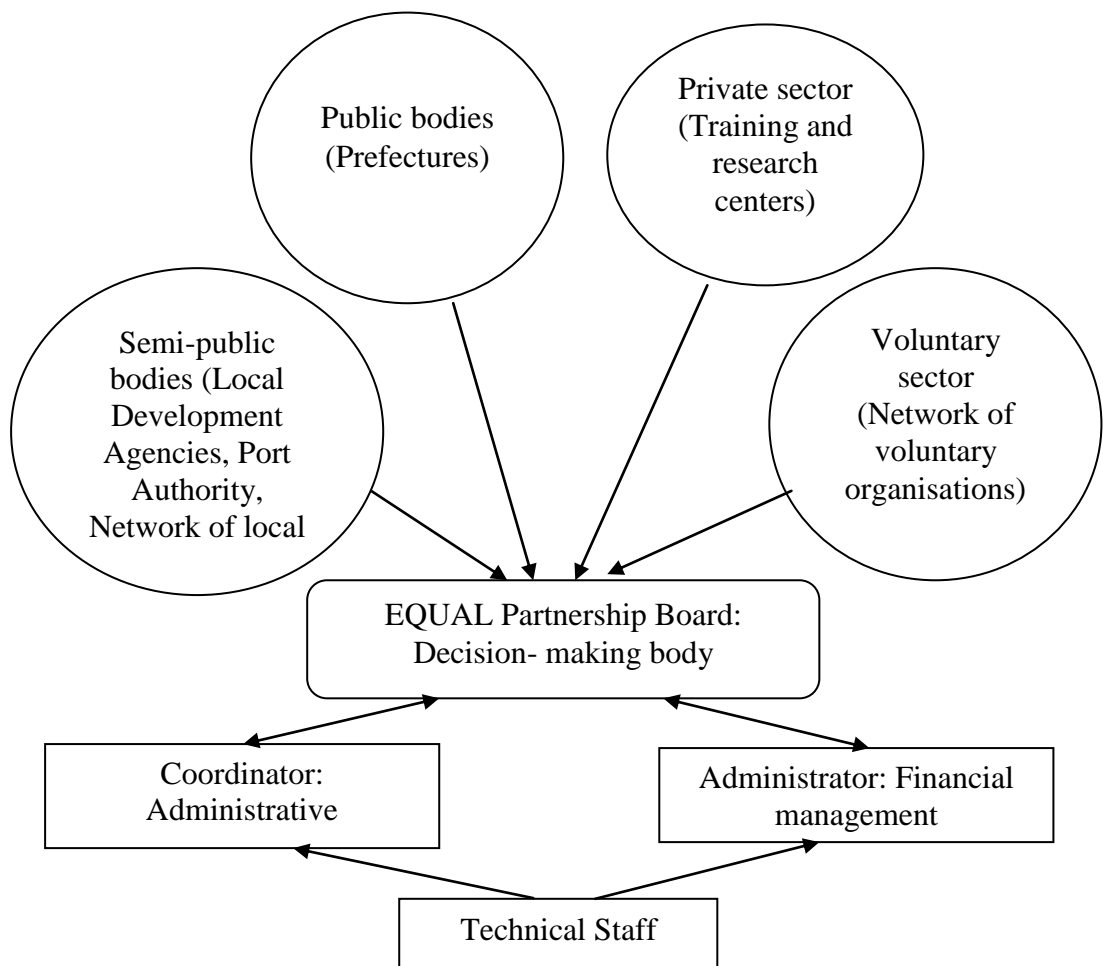 Public bodies
(Prefectures)
Private sector
(Training and
research
centers)
Semi-public
bodies (Local
Development
Agencies, Port
Authority,
Network of local
Voluntary
sector
(Network of
voluntary
organisations)
EQUAL Partnership Board:
Decision- making body
Coordinator:
Administrative
Administrator: Financial
management
Technical Staff